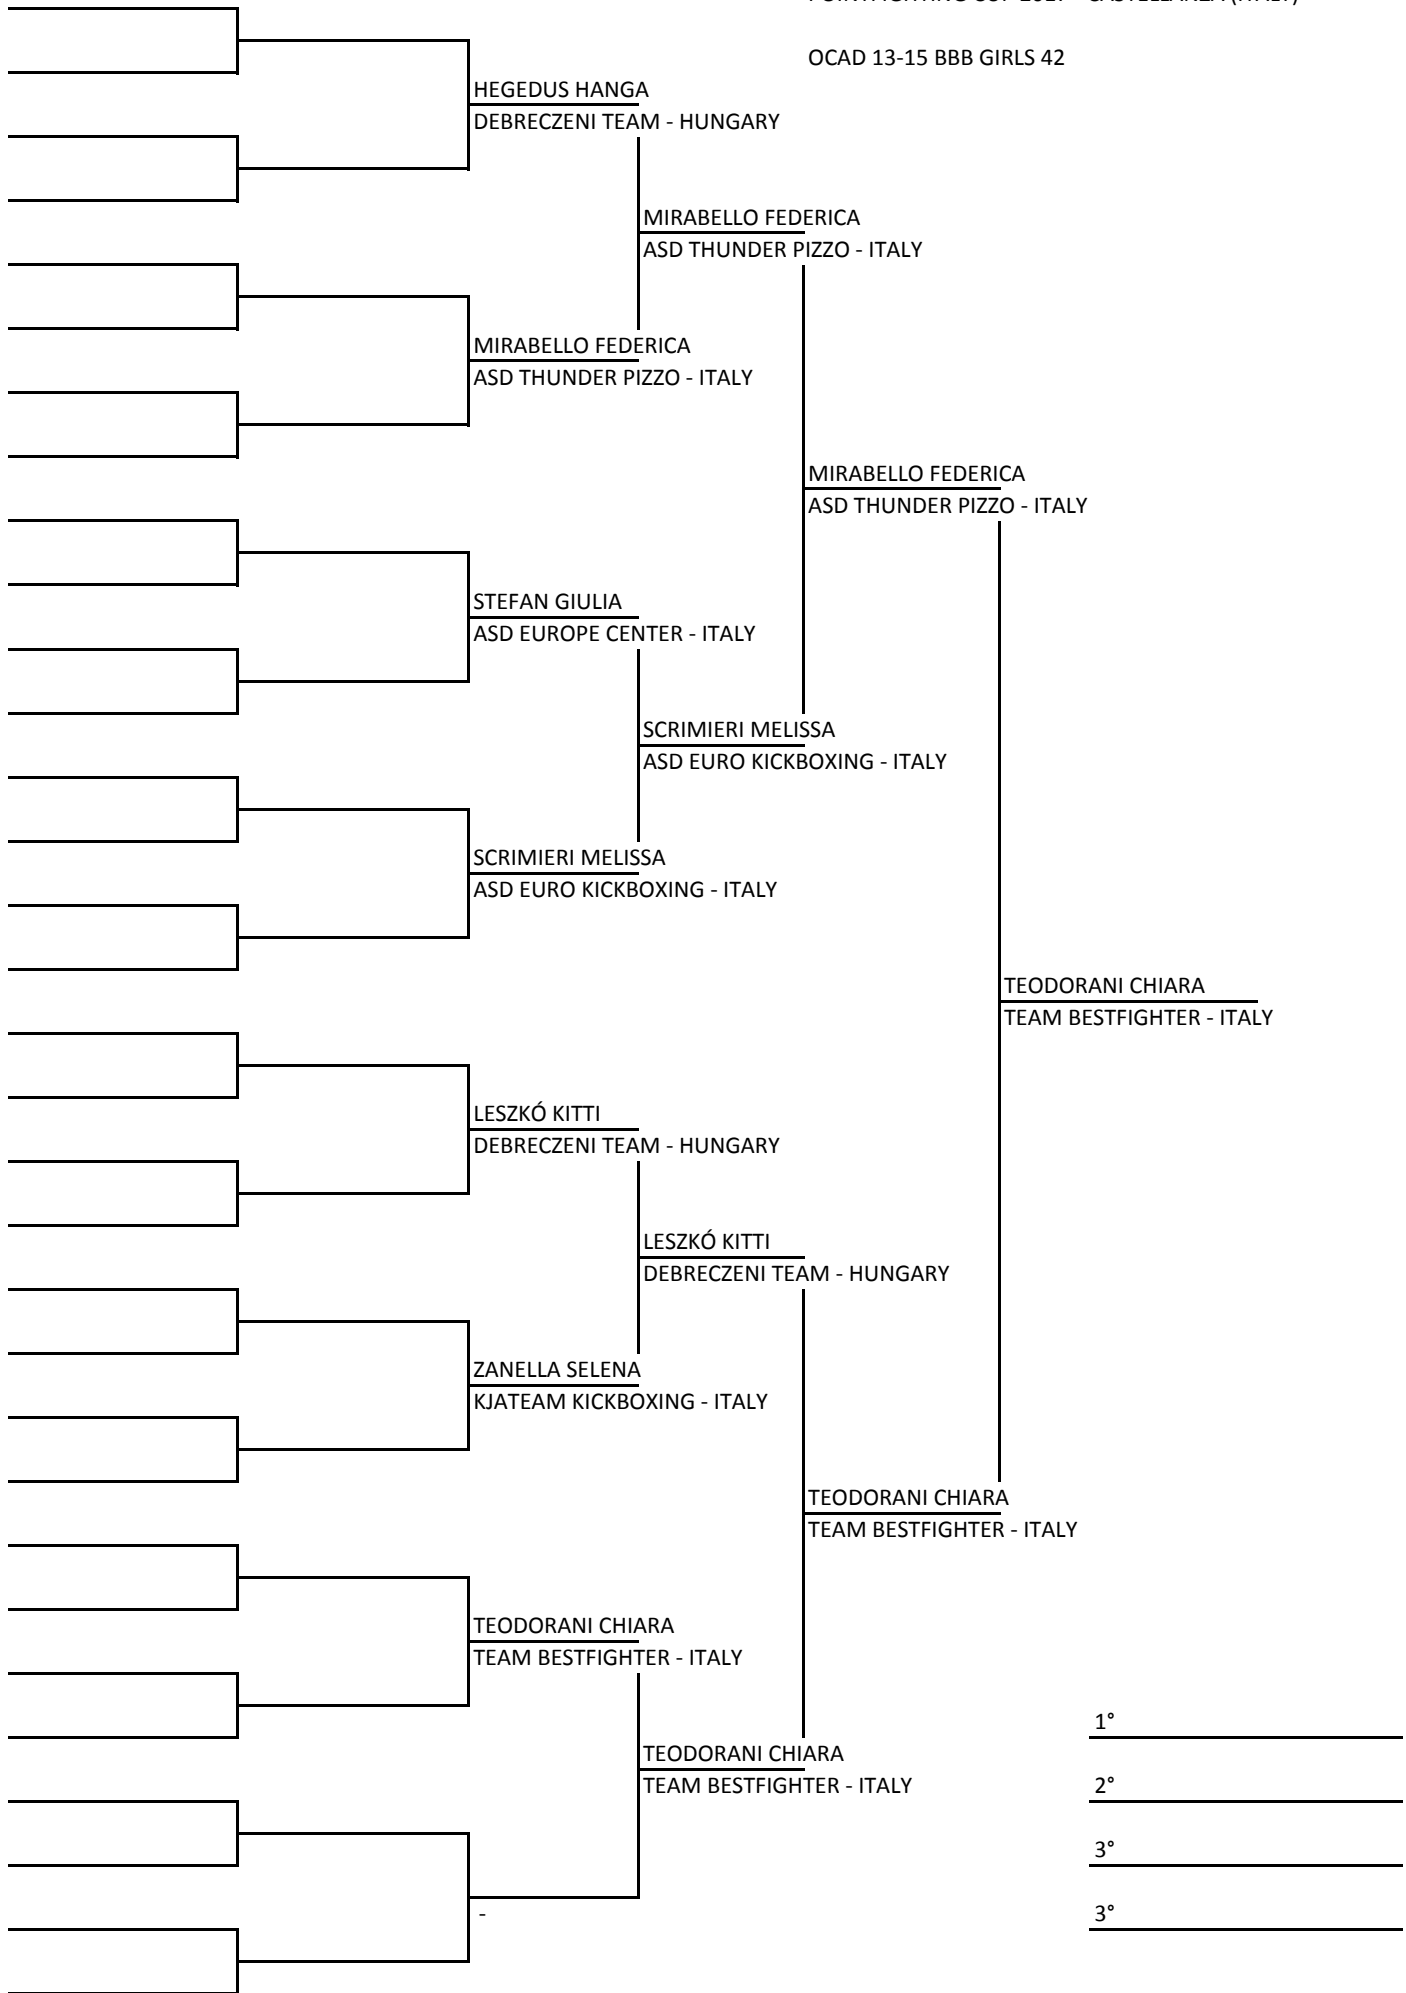 OCAD 13-15 BBB GIRLS 42
HEGEDUS HANGA
DEBRECZENI TEAM - HUNGARY
MIRABELLO FEDERICA
ASD THUNDER PIZZO - ITALY
MIRABELLO FEDERICA
ASD THUNDER PIZZO - ITALY
MIRABELLO FEDERICA
ASD THUNDER PIZZO - ITALY
STEFAN GIULIA
ASD EUROPE CENTER - ITALY
SCRIMIERI MELISSA
ASD EURO KICKBOXING - ITALY
SCRIMIERI MELISSA
ASD EURO KICKBOXING - ITALY
TEODORANI CHIARA
TEAM BESTFIGHTER - ITALY
LESZKÓ KITTI
DEBRECZENI TEAM - HUNGARY
LESZKÓ KITTI
DEBRECZENI TEAM - HUNGARY
ZANELLA SELENA
KJATEAM KICKBOXING - ITALY
TEODORANI CHIARA
TEAM BESTFIGHTER - ITALY
TEODORANI CHIARA
TEAM BESTFIGHTER - ITALY
1°
TEODORANI CHIARA
TEAM BESTFIGHTER - ITALY
2°
3°
-
3°